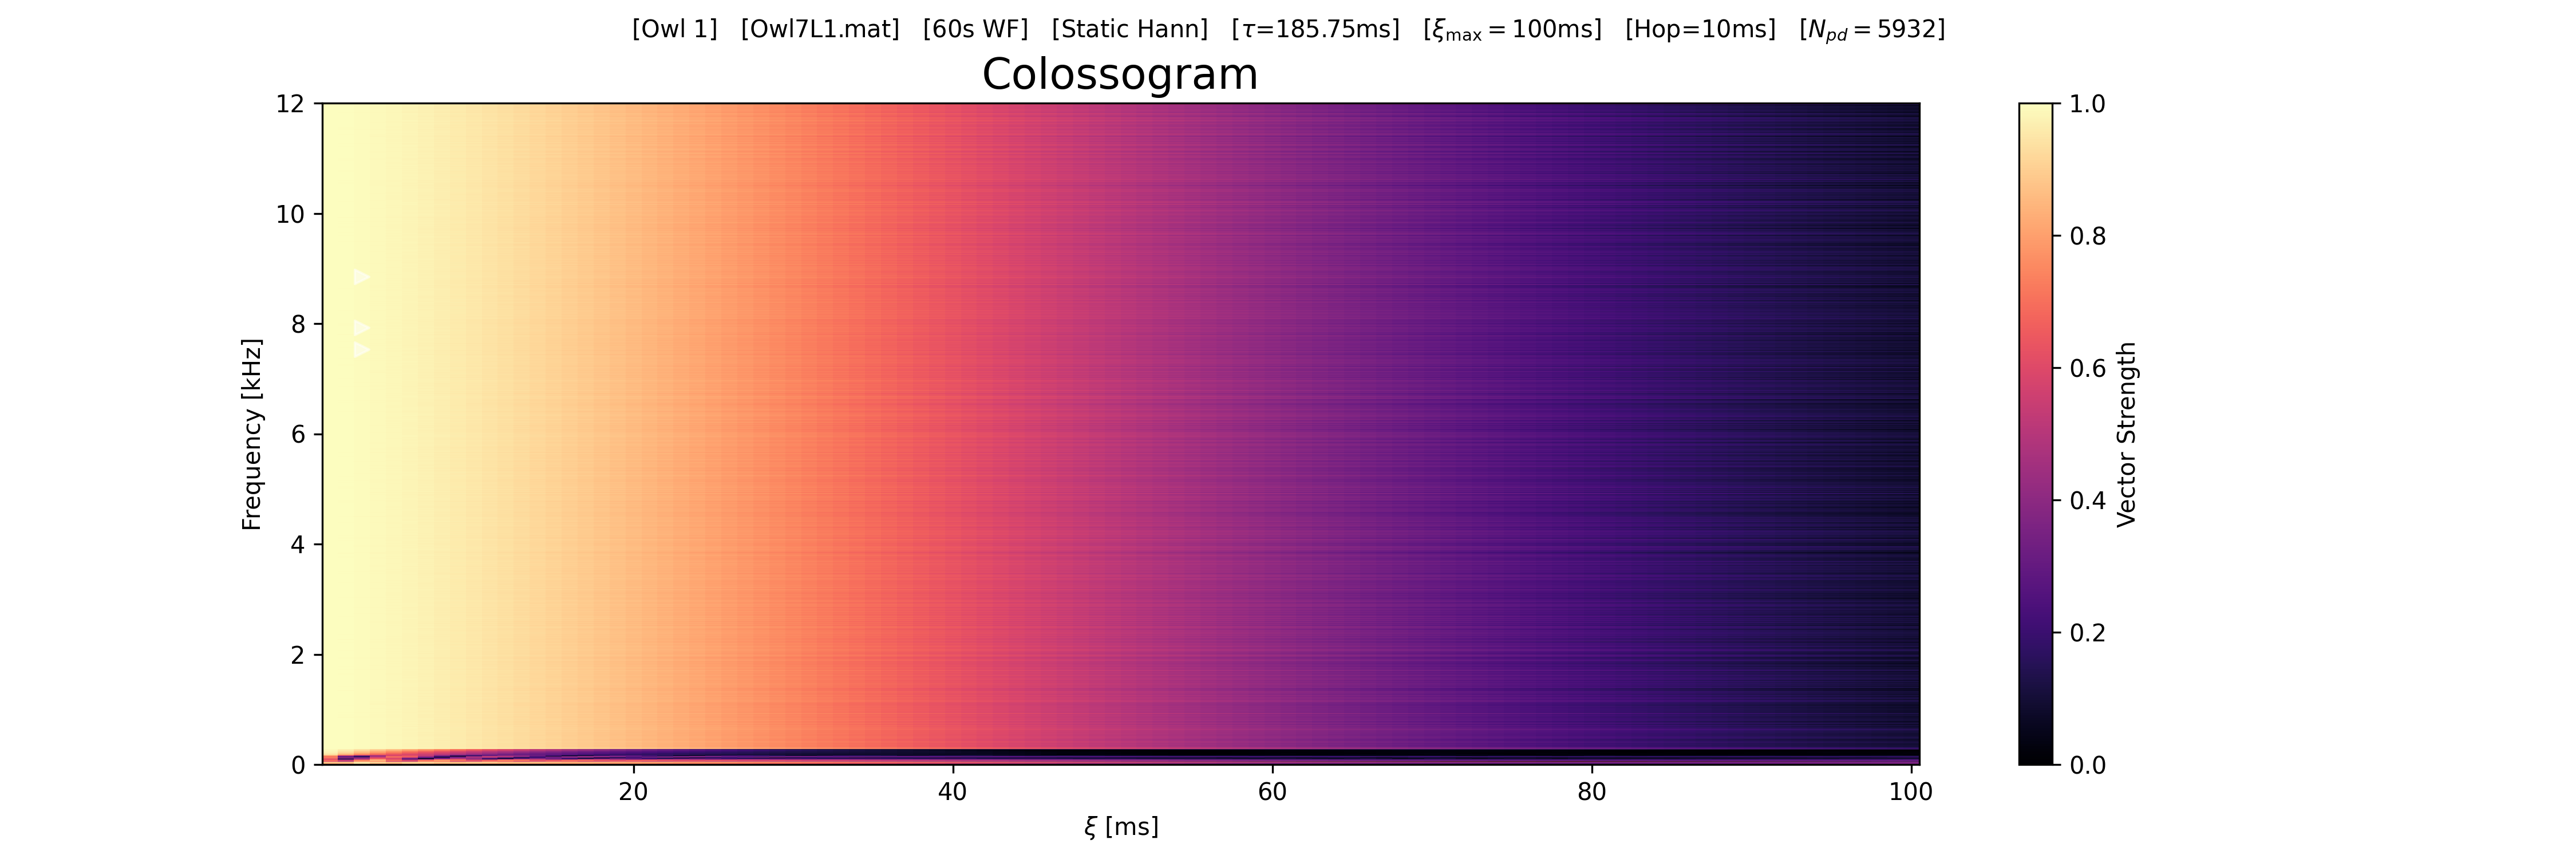 [Owl 1] [Owl7L1.mat] [60s WF] [Static Hann] [τ=185.75ms] [ξmax = 100ms] [Hop=10ms] [Npd = 5932]
Colossogram
12
10
8
6
4
2
0
Frequency [kHz]
20 40 60 80 100
ξ [ms]
1.0
0.8
0.6
0.4
0.2
0.0
Vector Strength